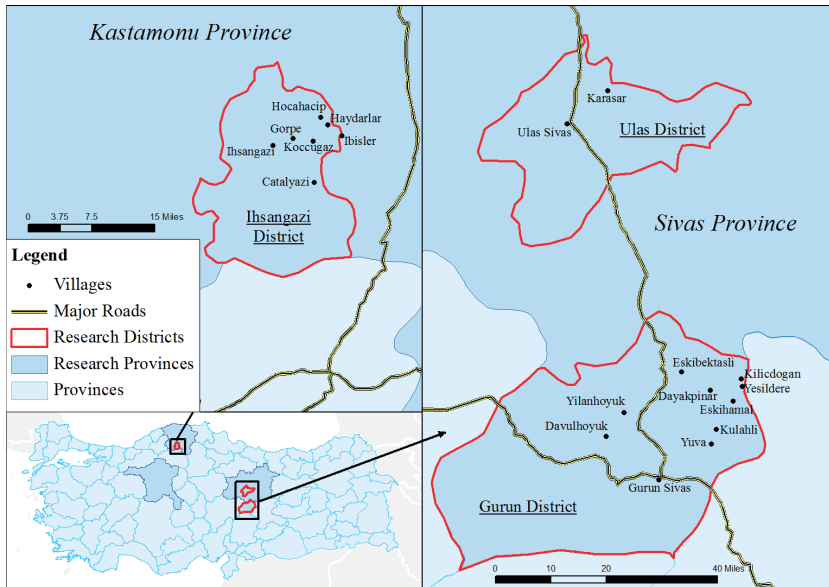 Kastamonu Province
Hocahacip
Haydarlar
Gorpe
Ibisler
Ihsangazi
Koccugaz
Catalyazi
0 3.75 7.5 15 Miles
Ihsangazi
District
Legend
Villages
Major Roads
Research Districts
Research Provinces
Provinces
Karasar
Ulas Sivas
Ulas District
Sivas Province
Eskibektasli
Kilicdogan
Yesildere
Dayakpinar
Eskihamal
Yilanhoyuk
Davulhoyuk
Kulahli
Yuva
Gurun Sivas
Gurun District
0 10 20 40 Miles